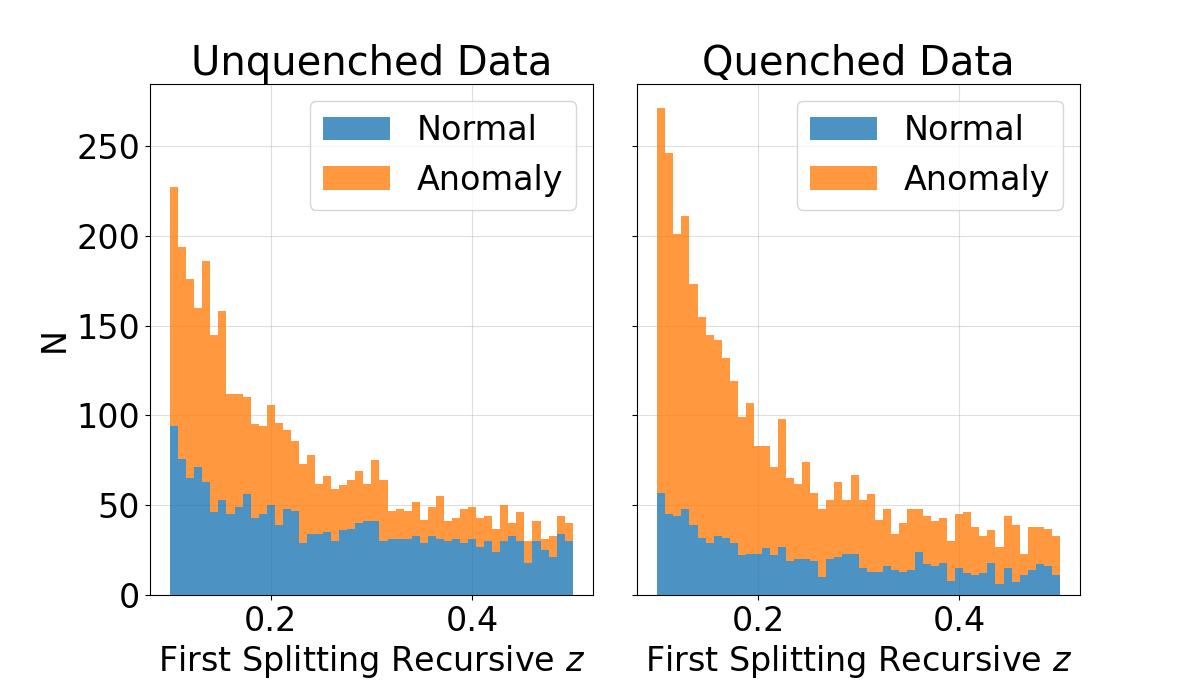 Unquenched Data
Quenched Data
Normal
Anomaly
Normal
Anomaly
250
200
150
100
50
0
N
0.2
0.4
0.2
0.4
First Splitting Recursive z
First Splitting Recursive z